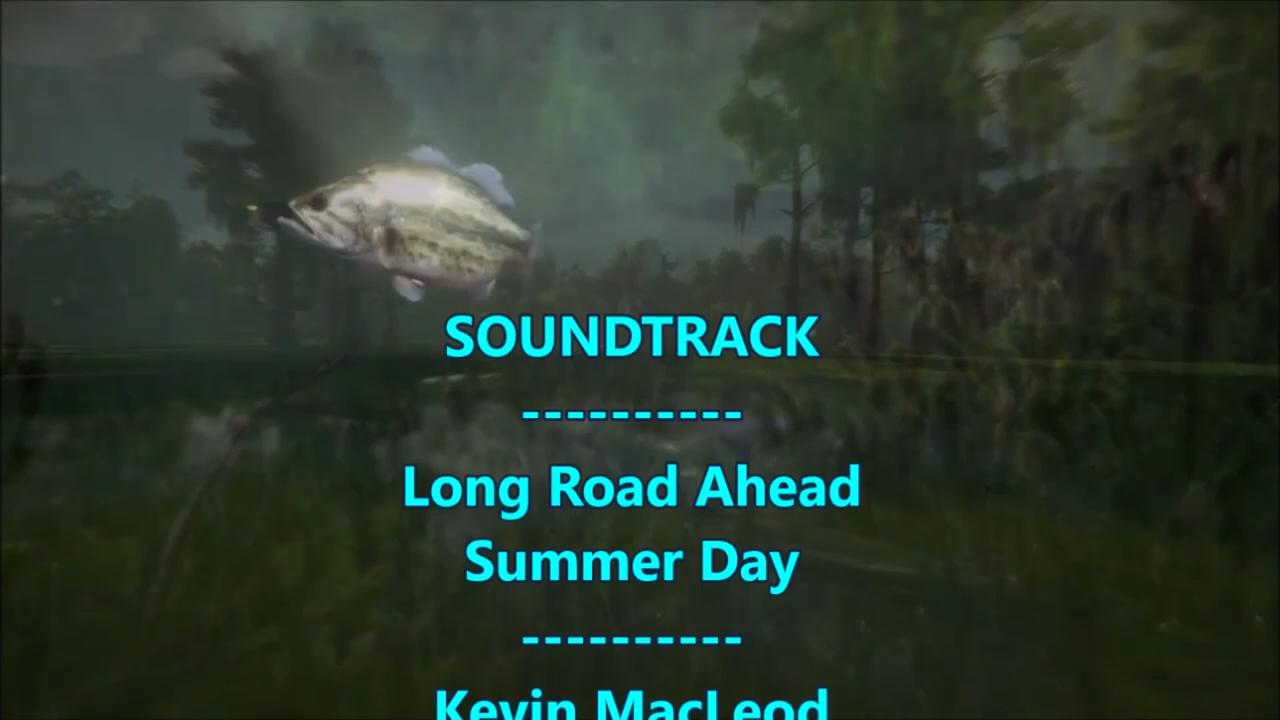 SOUNDTRACK
----------
Long Road Ahead
Summer Day
----------
Kevin MacLeod